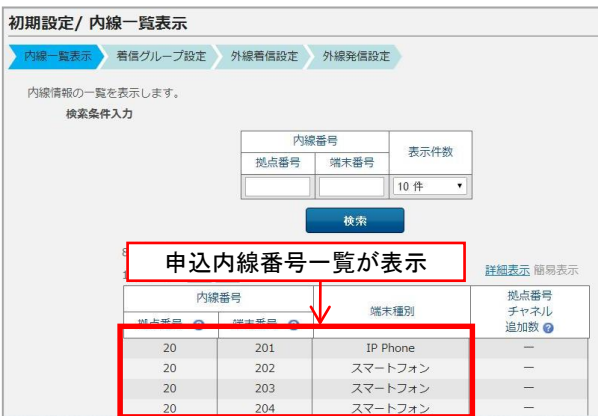 初期設定/ 内線一覧表示
内線一覧表示 着信グループ設定 外線着信設定 外線発信設定
内線情報の一覧を表示します。
検索条件入力
内線番号 表示件数
拠点番号 端末番号
10 件
検索
申込内線番号一覧が表示
詳細表示 簡易表示
内線番号 端末種別 拠点番号
チャネル
追加数
拠点番号 端末番号
20 201 IP Phone ー
20 202 スマートフォン ー
20 203 スマートフォン ー
20 204 スマートフォン ー